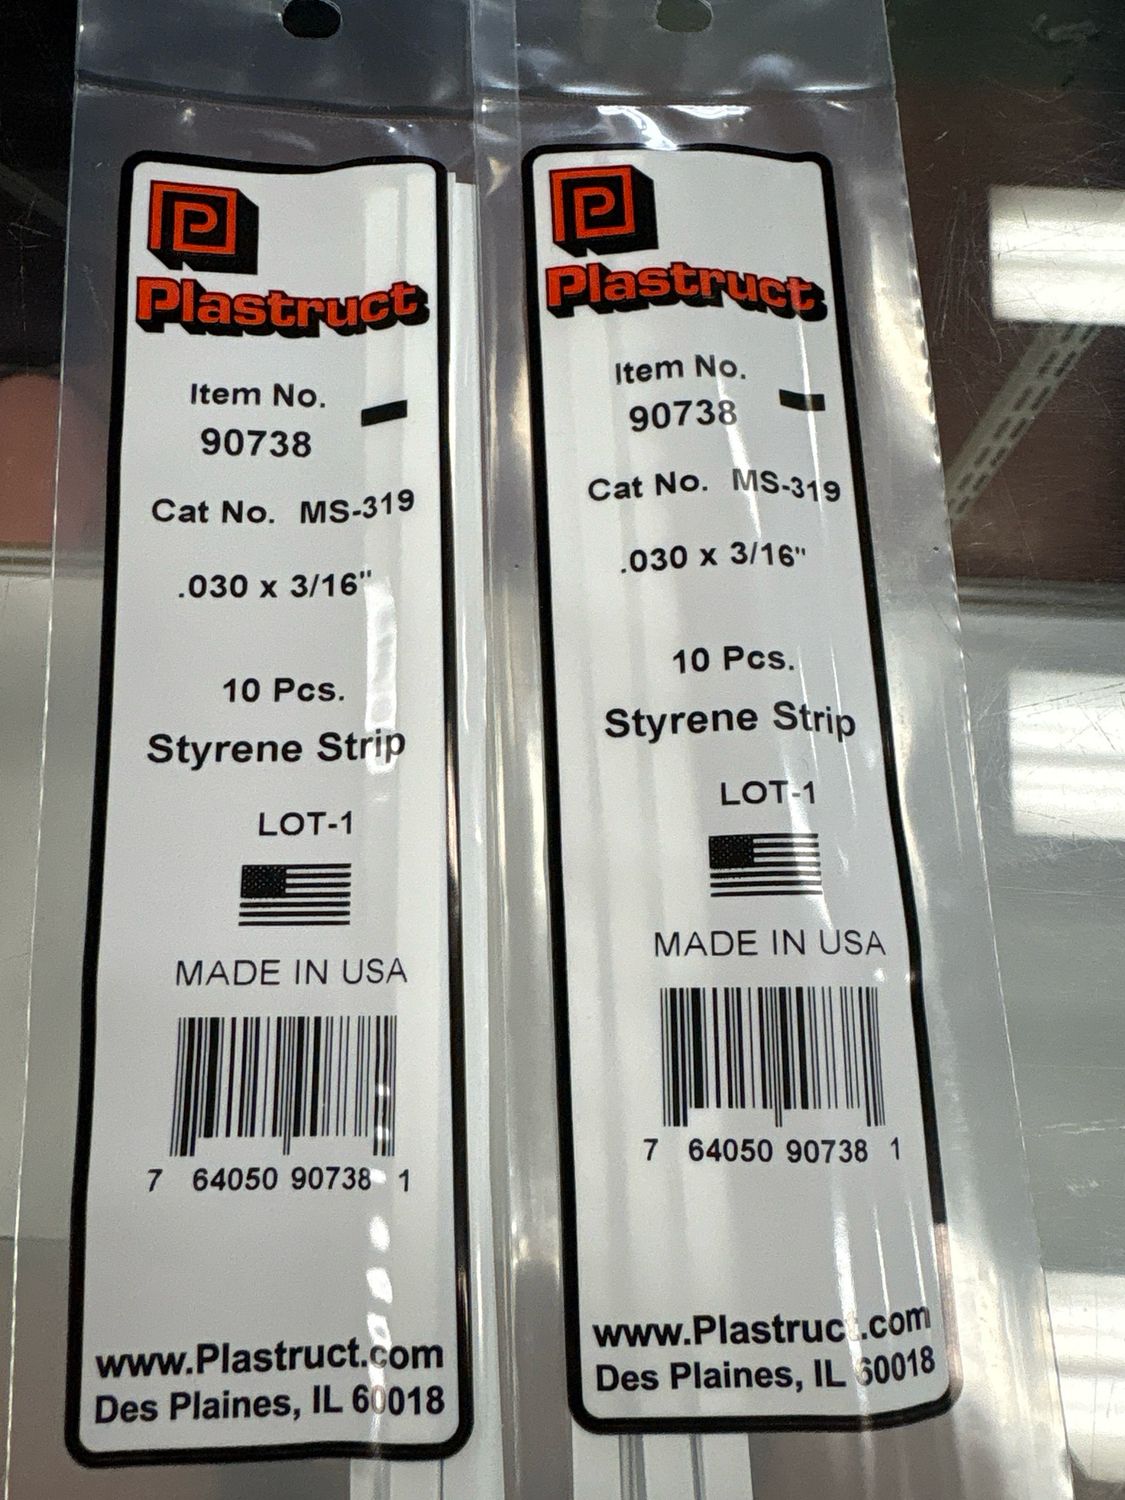 P
Plastruct
Item No.
90738
Cat No. MS-319
.030 x 3/16"
10 Pcs.
Styrene Strip
LOT-1
MADE IN USA
7 64050 90738 1
www.Plastruct.com
Des Plaines, IL 60018
P
Plastruct
Item No.
90738
Cat No. MS-319
.030 x 3/16"
10 Pcs.
Styrene Strip
LOT-1
MADE IN USA
7 64050 90738 1
www.Plastruct.com
Des Plaines, IL 60018